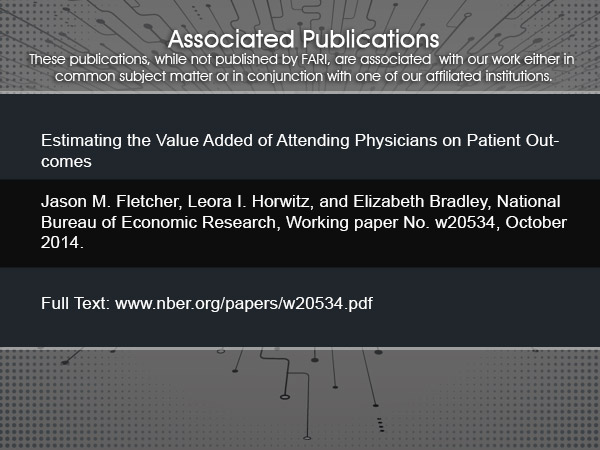 Associated Publications
These publications, while not published by FARI, are associated with our work either in
common subject matter or in conjunction with one of our affiliated institutions.
Estimating the Value Added of Attending Physicians on Patient Out-
comes
Jason M. Fletcher, Leora I. Horwitz, and Elizabeth Bradley, National
Bureau of Economic Research, Working paper No. w20534, October
2014.
Full Text: www.nber.org/papers/w20534.pdf